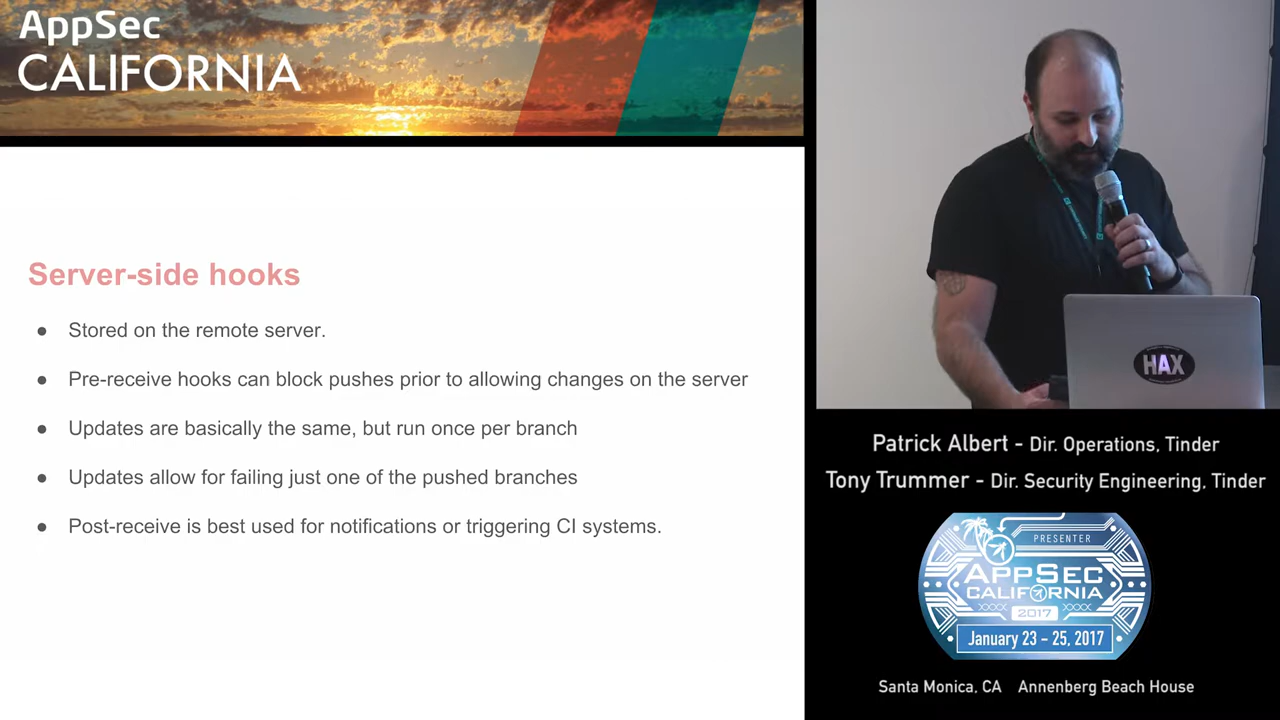 AppSec
CALIFORNIA
Server-side hooks
● Stored on the remote server.
● Pre-receive hooks can block pushes prior to allowing changes on the server
● Updates are basically the same, but run once per branch
● Updates allow for failing just one of the pushed branches
● Post-receive is best used for notifications or triggering CI systems.
HAX
Patrick Albert - Dir. Operations, Tinder
Tony Trummer - Dir. Security Engineering, Tinder
PRESENTER
APPSEC
CALIFORNIA
2017
January 23 - 25, 2017
Santa Monica, CA Annenberg Beach House